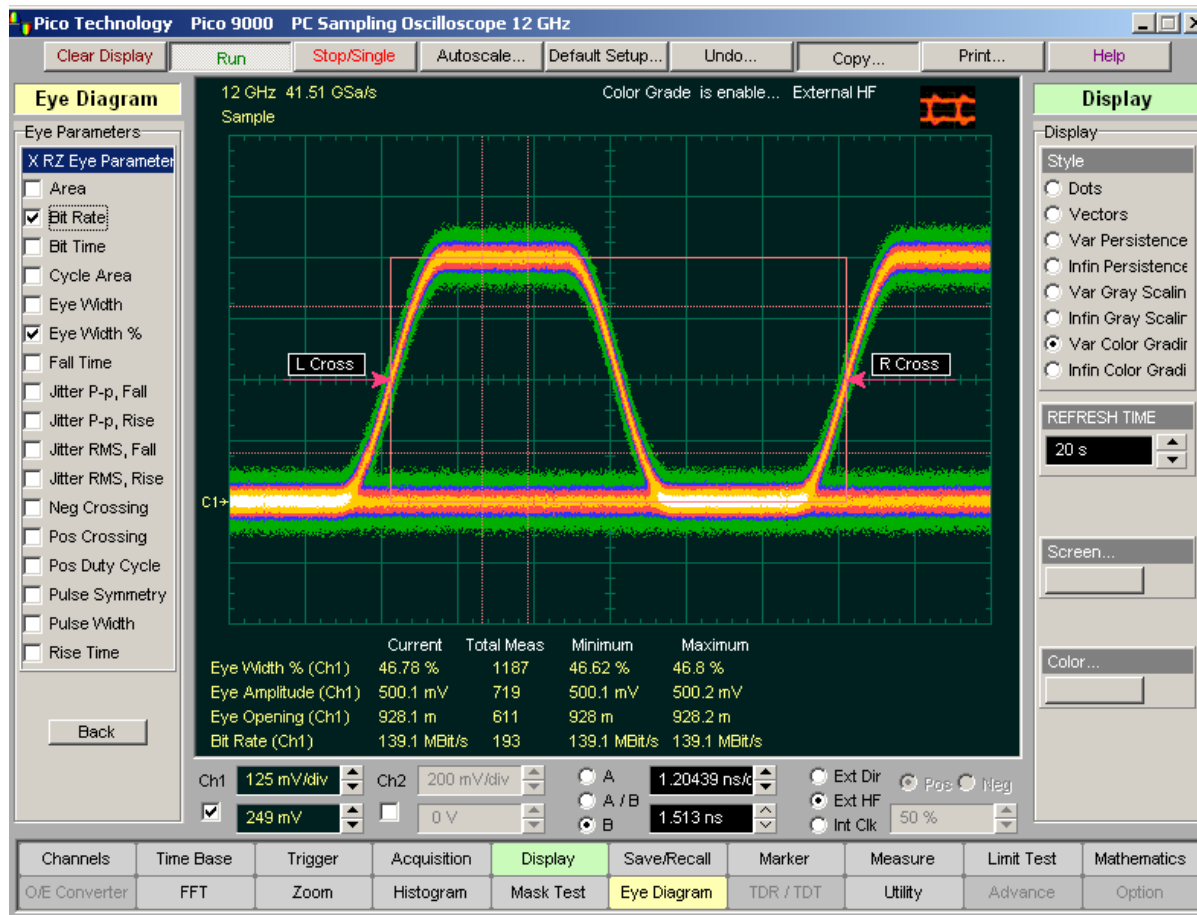 Pico Technology Pico 9000 PC Sampling Oscilloscope 12 GHz
Clear Display Run Stop/Single Autoscale... Default Setup... Undo... Copy... Print... Help
Eye Diagram
Eye Parameters
X RZ Eye Parameter
Area
Bit Rate
Bit Time
Cycle Area
Eye Width
Eye Width %
Fall Time
Jitter P-p, Fall
Jitter P-p, Rise
Jitter RMS, Fall
Jitter RMS, Rise
Neg Crossing
Pos Crossing
Pos Duty Cycle
Pulse Symmetry
Pulse Width
Rise Time
Back
12 GHz 41.51 GSa/s Color Grade is enable... External HF
Sample
L Cross
R Cross
C1
Current Total Meas Minimum Maximum
Eye Width % (Ch1) 46.78 % 1187 46.62 % 46.8 %
Eye Amplitude (Ch1) 500.1 mV 719 500.1 mV 500.2 mV
Eye Opening (Ch1) 928.1 m 611 928 m 928.2 m
Bit Rate (Ch1) 139.1 MBit/s 193 139.1 MBit/s 139.1 MBit/s
Display
Display
Style
Dots
Vectors
Var Persistence
Infin Persistence
Var Gray Scalin
Infin Gray Scalin
Var Color Gradin
Infin Color Gradi
REFRESH TIME
20 s
Screen...
Color...
Ch1 125 mV/div Ch2 200 mV/div A 1.20439 ns/d Ext Dir Pos Neg
A / B Ext HF
249 mV 0 V B 1.513 ns Int Clk 50 %
Channels Time Base Trigger Acquisition Display Save/Recall Marker Measure Limit Test Mathematics
O/E Converter FFT Zoom Histogram Mask Test Eye Diagram TDR / TDT Utility Advance Option